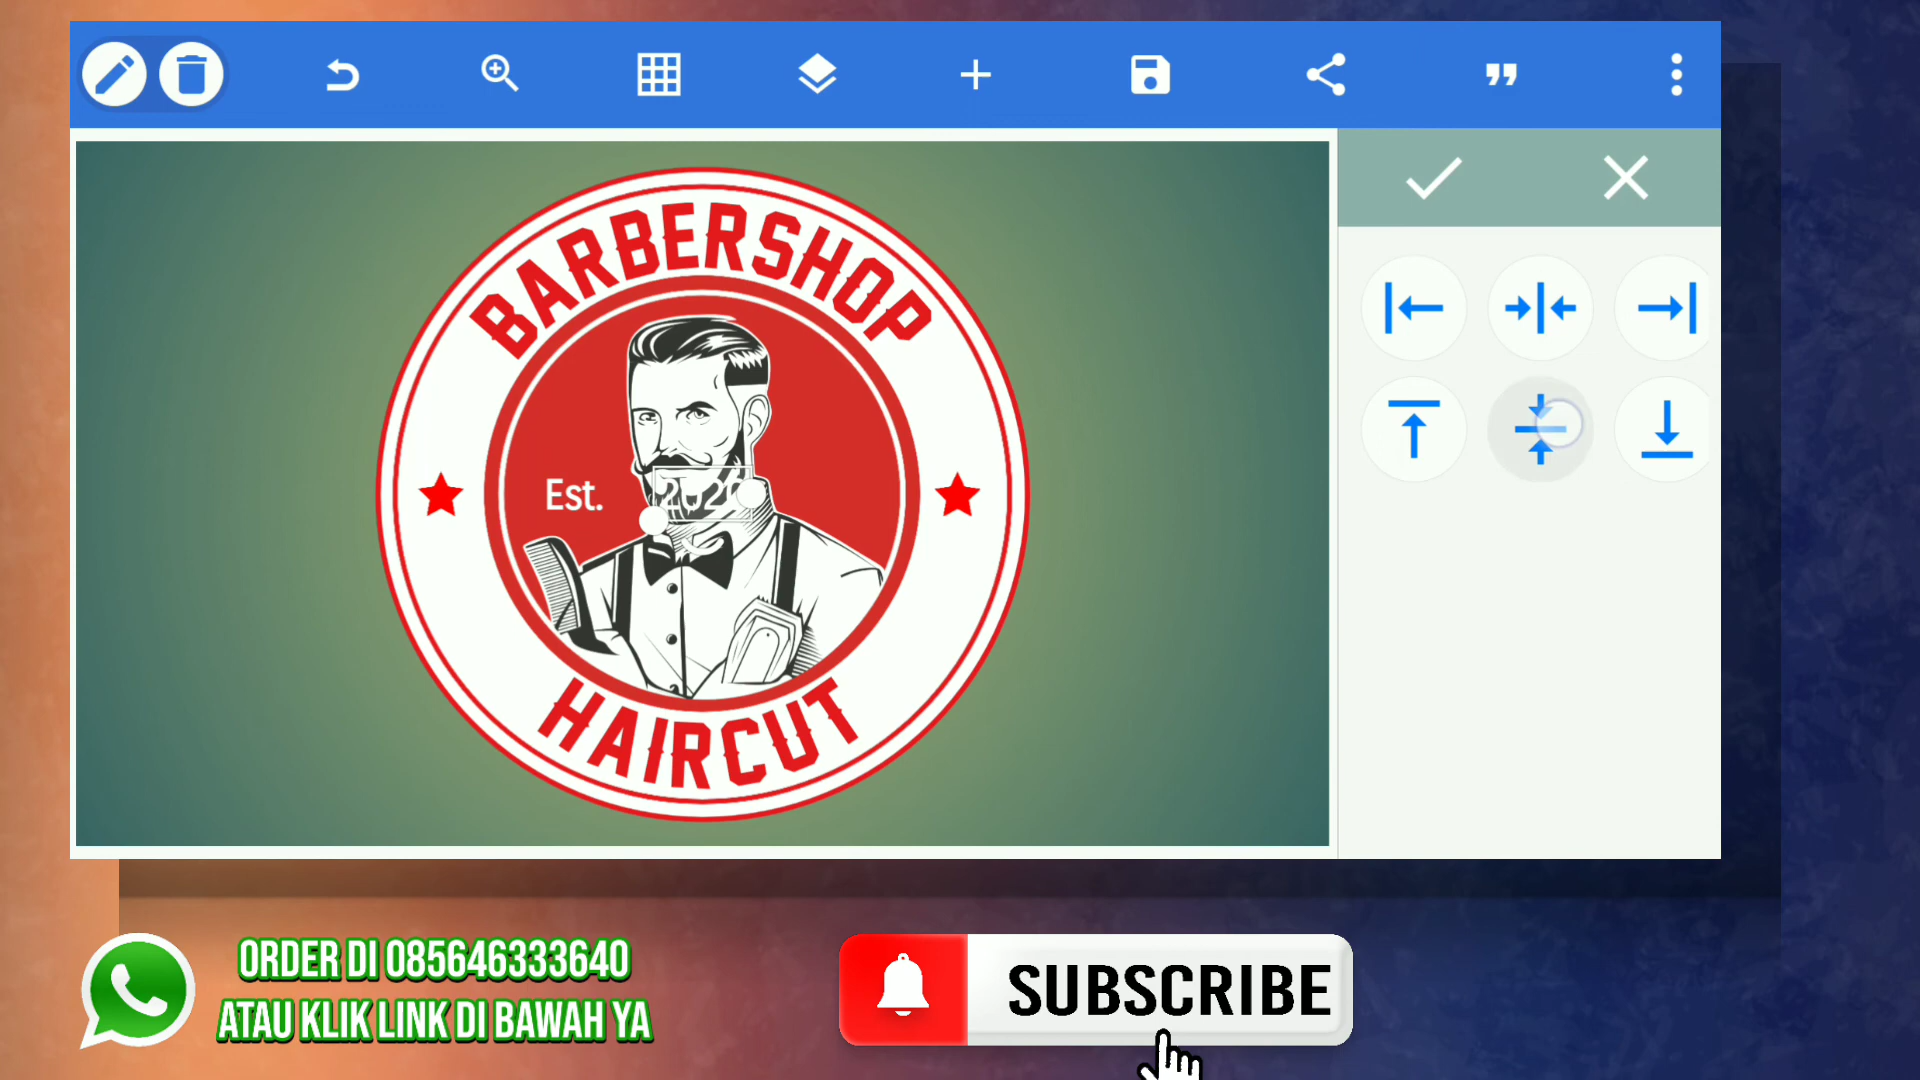 BARBERSHOP
Est.
HAIRCUT
ORDER DI 085646333640
ATAU KLIK LINK DI BAWAH YA
SUBSCRIBE